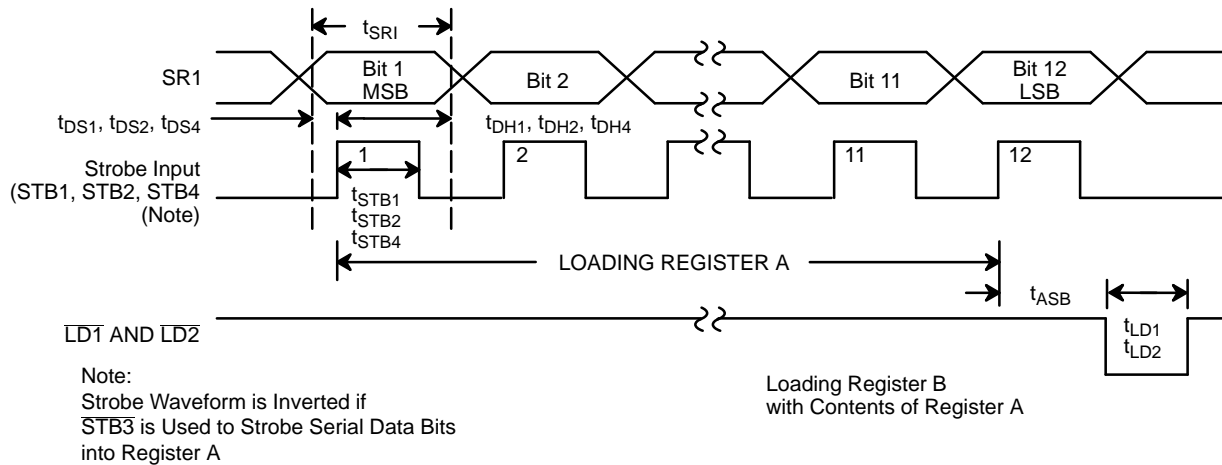 tSRI
SR1
Bit 1
MSB
Bit 2
Bit 11
Bit 12
LSB
tDS1, tDS2, tDS4
tDH1, tDH2, tDH4
Strobe Input
(STB1, STB2, STB4
(Note)
1
2
11
12
tSTB1
tSTB2
tSTB4
LOADING REGISTER A
tASB
LD1 AND LD2
tLD1
tLD2
Note:
Strobe Waveform is Inverted if
STB3 is Used to Strobe Serial Data Bits
into Register A
Loading Register B
with Contents of Register A